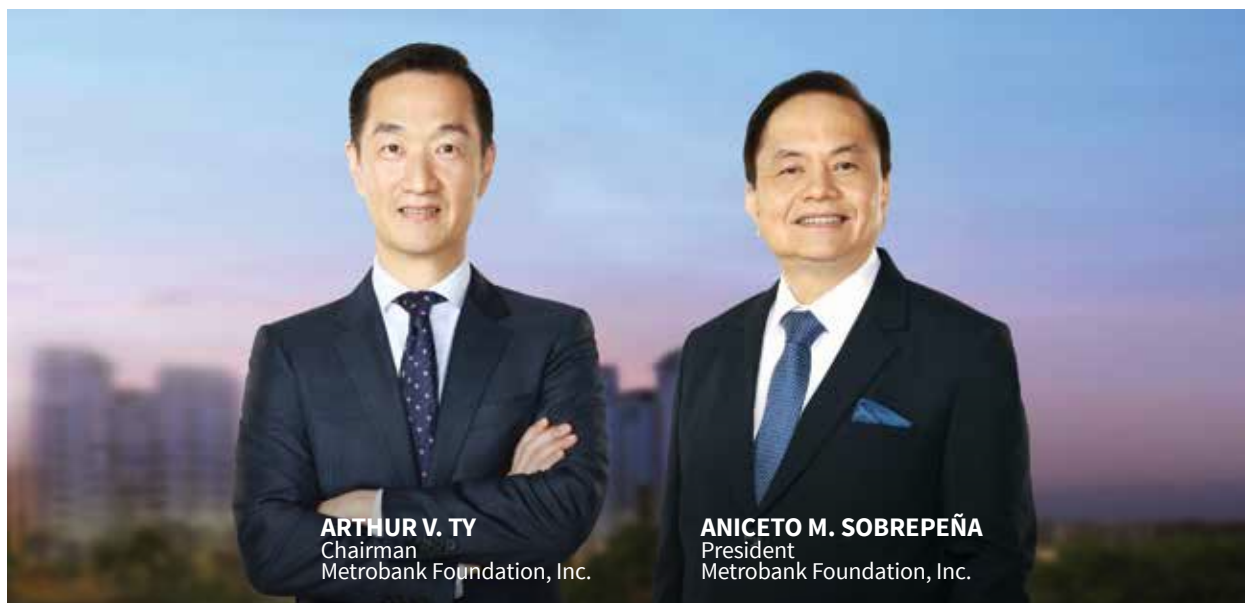 ARTHUR V. TY
Chairman
Metrobank Foundation, Inc.
ANICETO M. SOBREPEÑA
President
Metrobank Foundation, Inc.